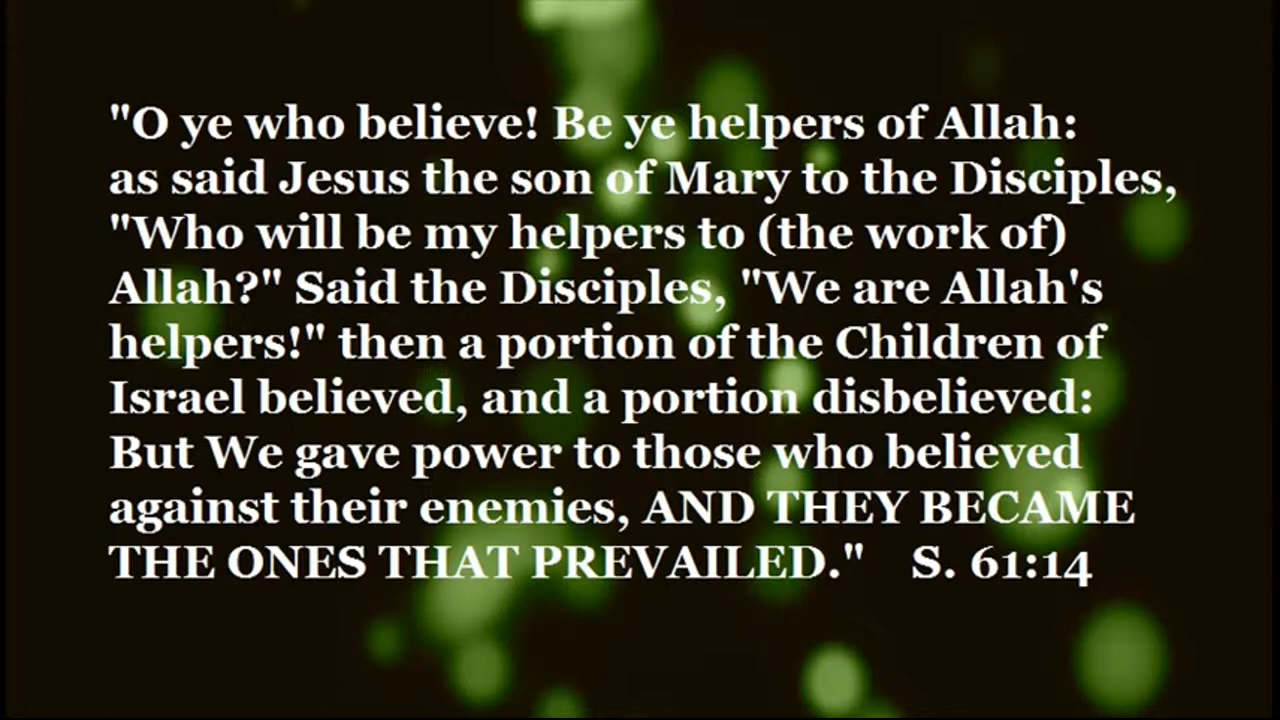 "O ye who believe! Be ye helpers of Allah:
as said Jesus the son of Mary to the Disciples,
"Who will be my helpers to (the work of)
Allah?" Said the Disciples, "We are Allah's
helpers!" then a portion of the Children of
Israel believed, and a portion disbelieved:
But We gave power to those who believed
against their enemies, AND THEY BECAME
THE ONES THAT PREVAILED." S. 61:14